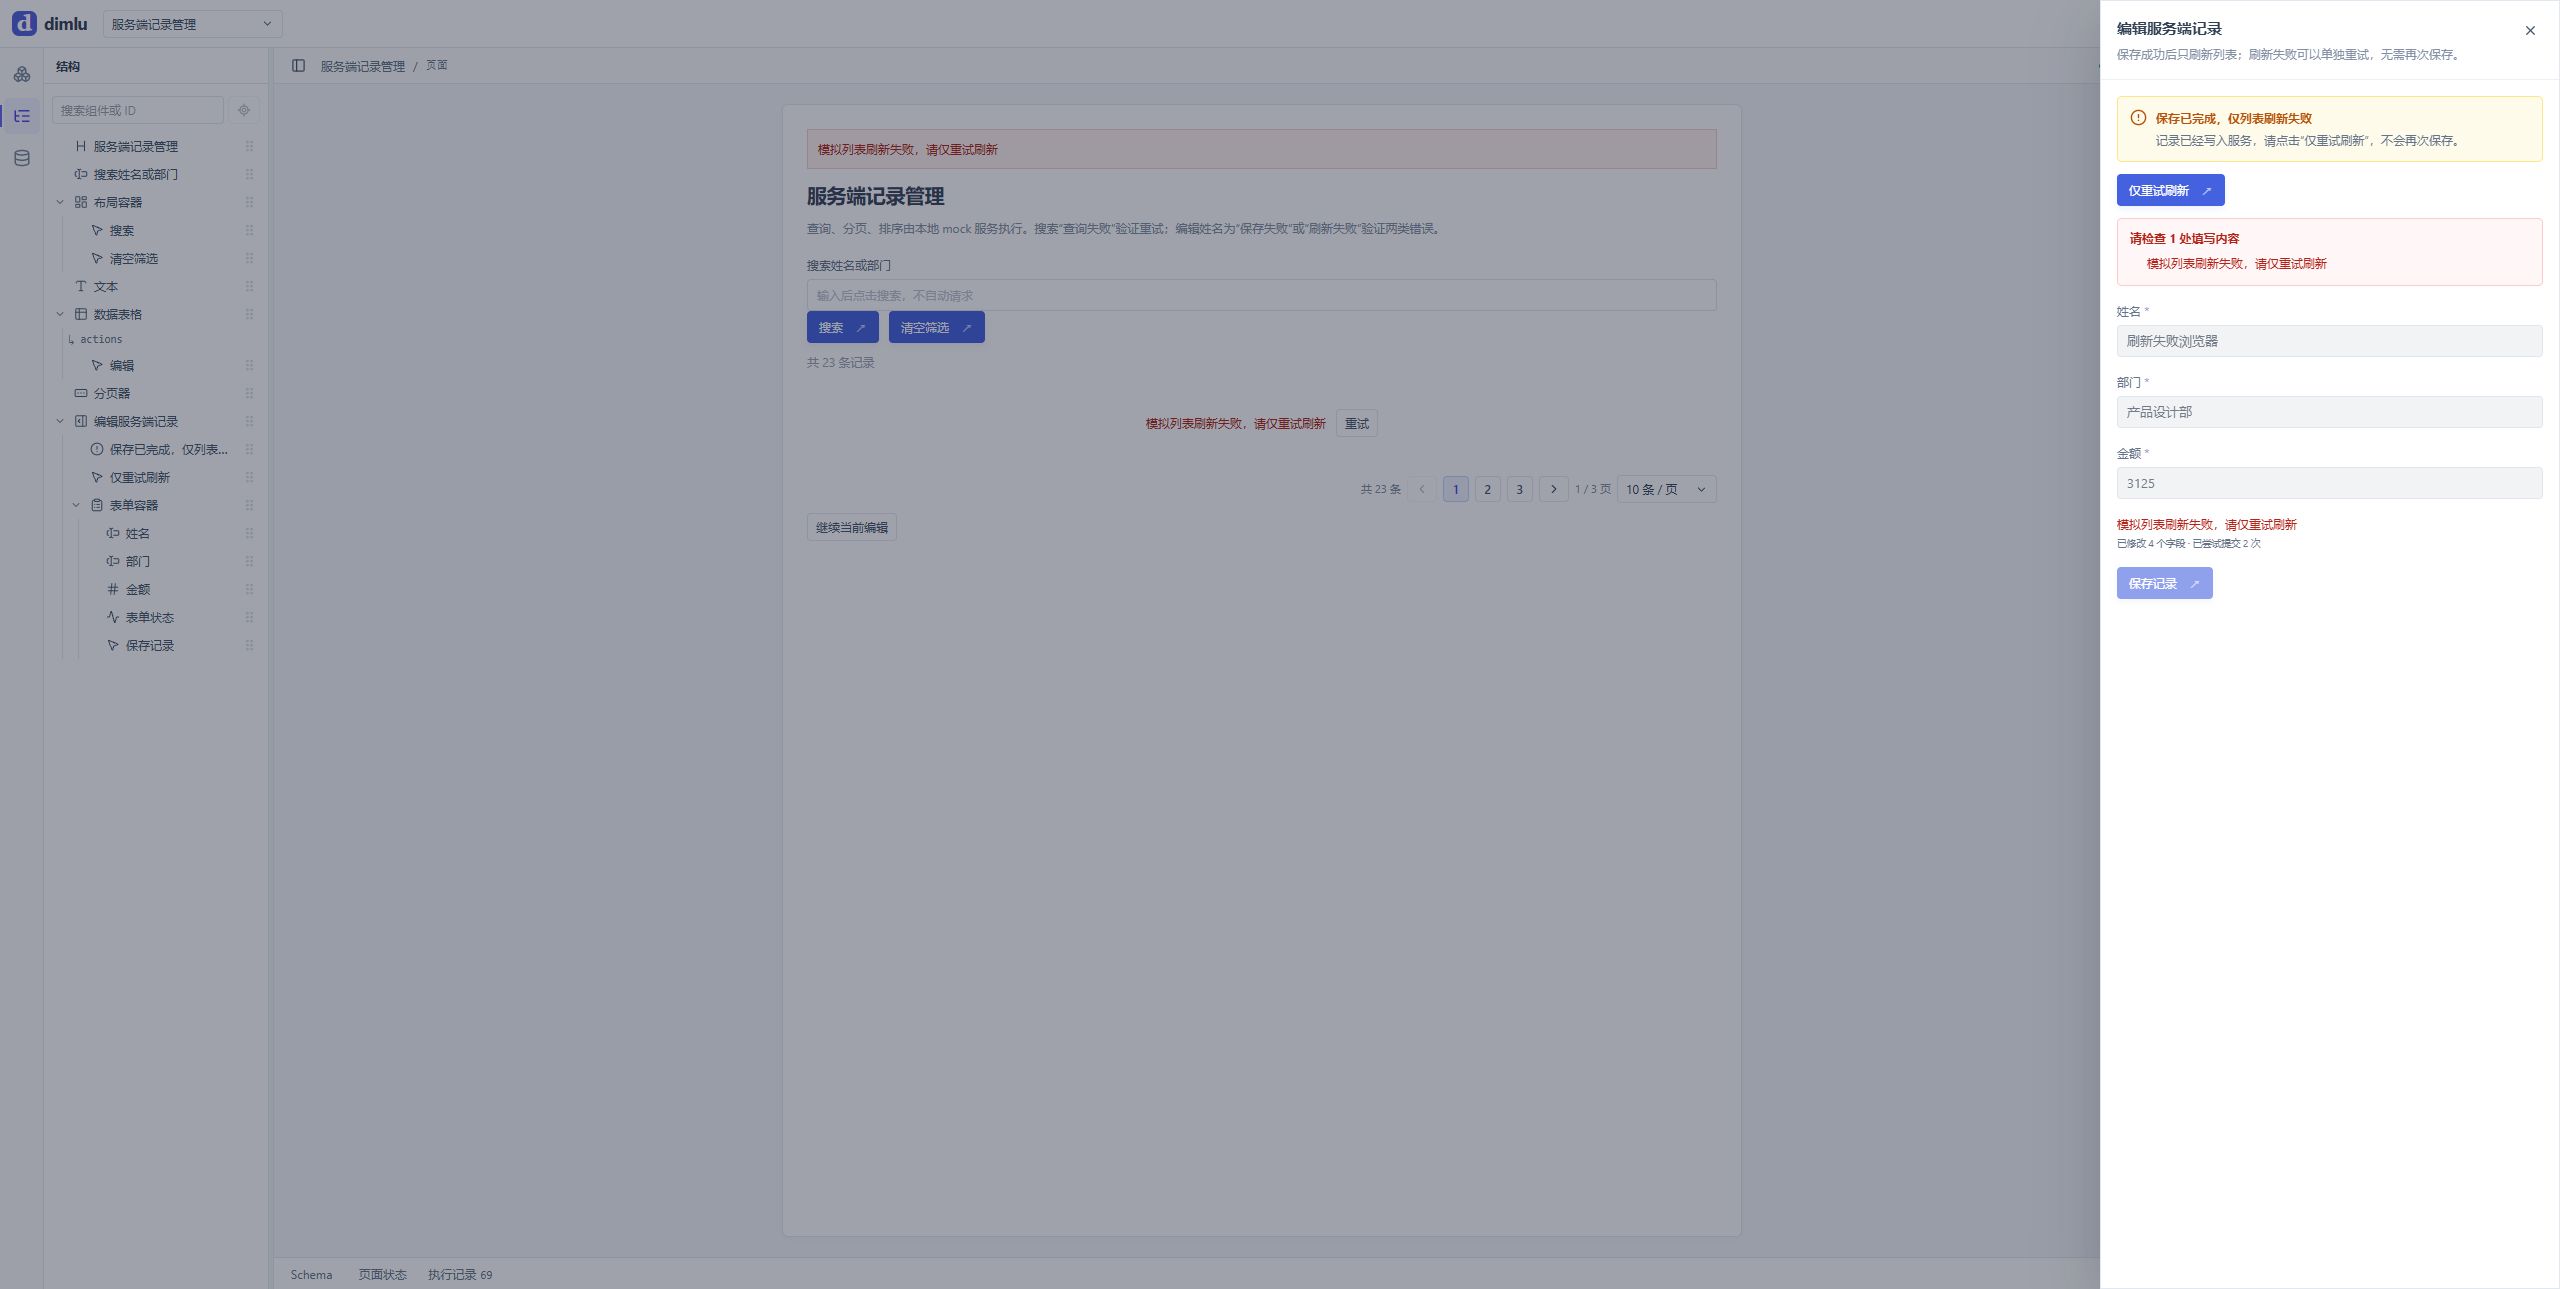 dimlu
服务端记录管理
结构
服务端记录管理 / 页面
搜索组件或 ID
服务端记录管理
搜索姓名或部门
布局容器
搜索
清空筛选
文本
数据表格
actions
编辑
分页器
编辑服务端记录
保存已完成，仅列表...
仅重试刷新
表单容器
姓名
部门
金额
表单状态
保存记录
模拟列表刷新失败，请仅重试刷新
服务端记录管理
查询、分页、排序由本地 mock 服务执行。搜索“查询失败”验证重试；编辑姓名为“保存失败”或“刷新失败”验证两类错误。
搜索姓名或部门
输入后点击搜索，不自动请求
搜索 清空筛选
共 23 条记录
模拟列表刷新失败，请仅重试刷新 重试
共 23 条 1 2 3 1 / 3 页 10 条 / 页
继续当前编辑
Schema 页面状态 执行记录 69
编辑服务端记录
保存成功后只刷新列表；刷新失败可以单独重试，无需再次保存。
保存已完成，仅列表刷新失败
记录已经写入服务，请点击“仅重试刷新”，不会再次保存。
仅重试刷新
请检查 1 处填写内容
模拟列表刷新失败，请仅重试刷新
姓名 *
刷新失败浏览器
部门 *
产品设计部
金额 *
3125
模拟列表刷新失败，请仅重试刷新
已修改 4 个字段 · 已尝试提交 2 次
保存记录